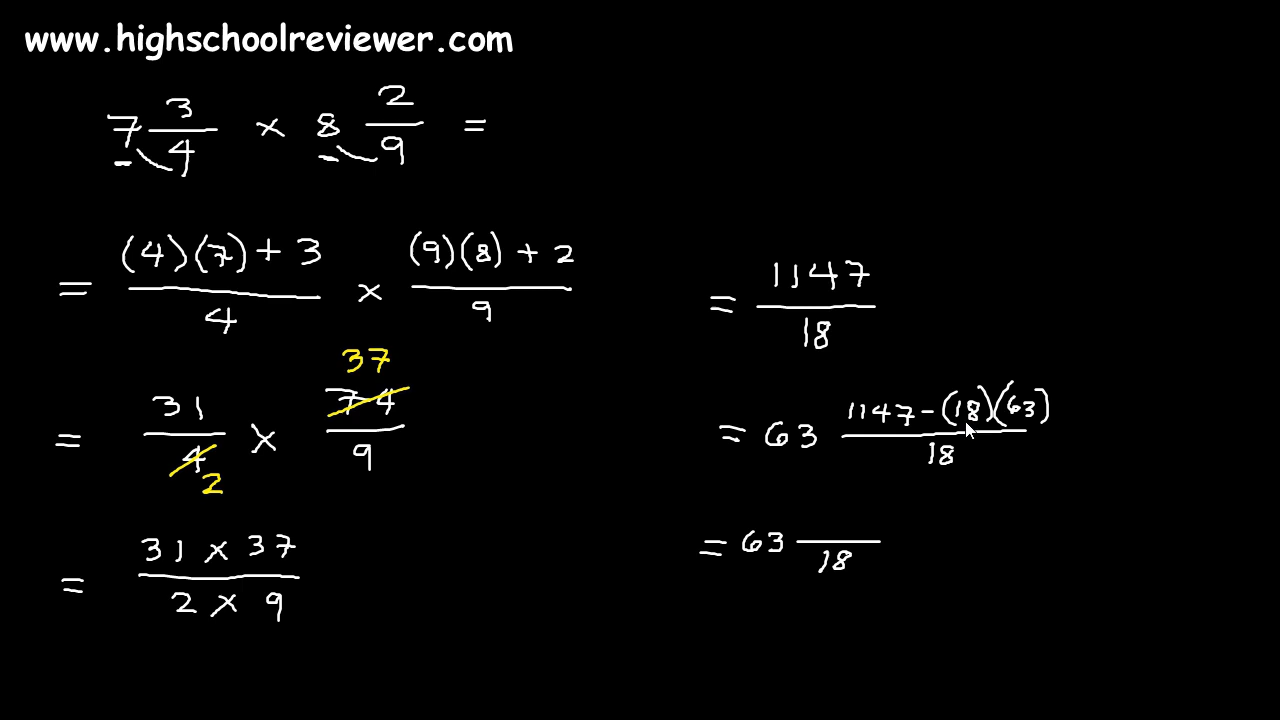 www.highschoolreviewer.com
7 3/4 × 8 2/9 =
= (4)(7) + 3 / 4 × (9)(8) + 2 / 9
37
= 31/4 × 74/9
2
= 31 × 37 / 2 × 9
= 1147/18
= 63 1147 - (18)(63) / 18
= 63 /18